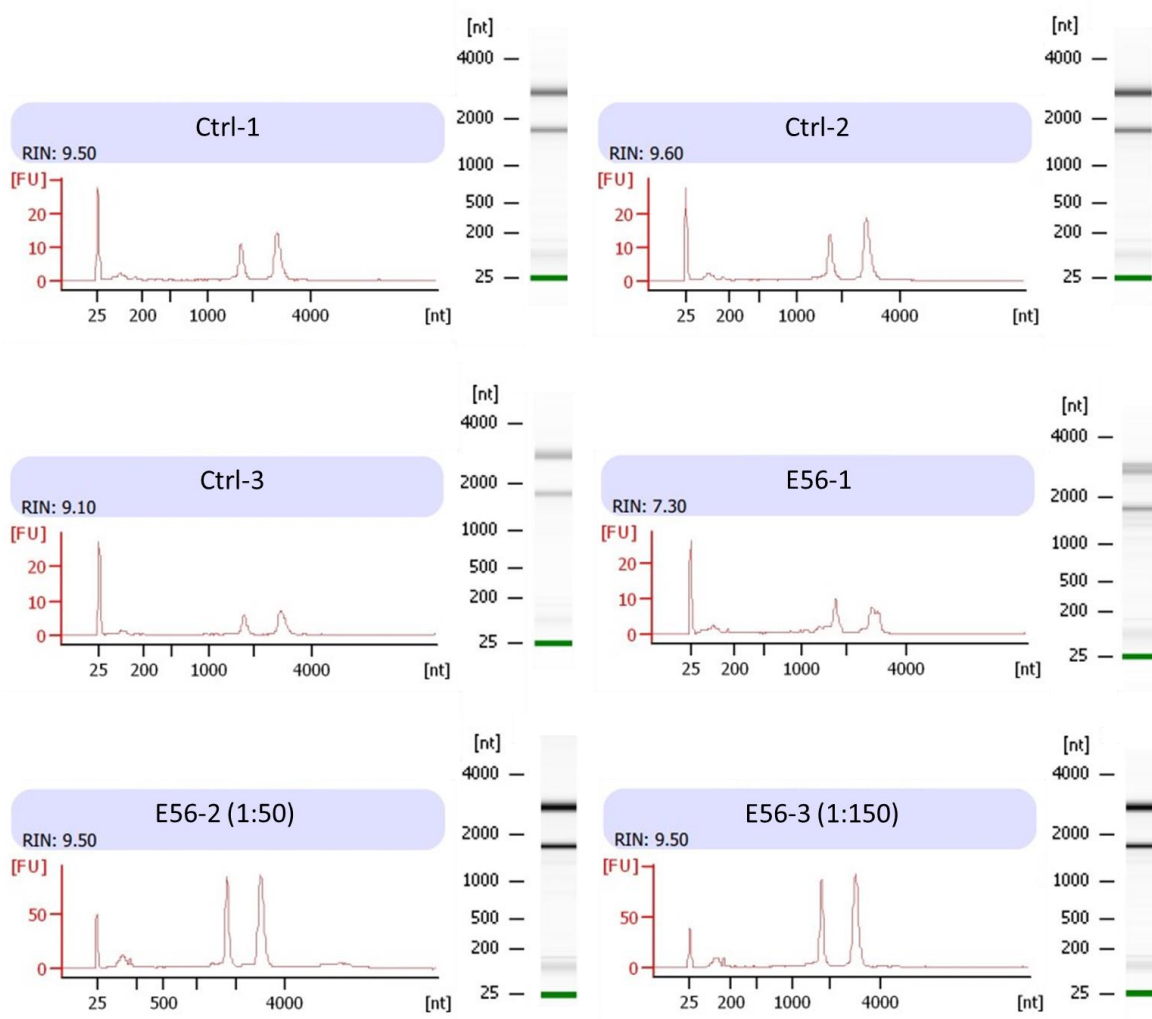 Ctrl-1
RIN: 9.50
[FU]
20
10
0
25 200 1000 4000 [nt]
[nt]
4000
2000
1000
500
200
25
Ctrl-2
RIN: 9.60
[FU]
20
10
0
25 200 1000 4000 [nt]
[nt]
4000
2000
1000
500
200
25
Ctrl-3
RIN: 9.10
[FU]
20
10
0
25 200 1000 4000 [nt]
[nt]
4000
2000
1000
500
200
25
E56-1
RIN: 7.30
[FU]
20
10
0
25 200 1000 4000 [nt]
[nt]
4000
2000
1000
500
200
25
E56-2 (1:50)
RIN: 9.50
[FU]
50
0
25 500 4000 [nt]
[nt]
4000
2000
1000
500
200
25
E56-3 (1:150)
RIN: 9.50
[FU]
50
0
25 200 1000 4000 [nt]
[nt]
4000
2000
1000
500
200
25